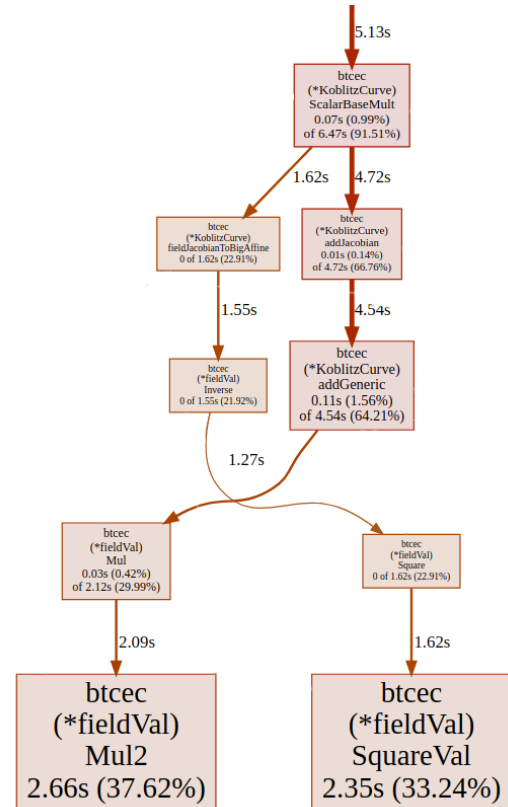 5.13s
btcec
(*KoblitzCurve)
ScalarBaseMult
0.07s (0.99%)
of 6.47s (91.51%)
1.62s
4.72s
btcec
(*KoblitzCurve)
fieldJacobianToBigAffine
0 of 1.62s (22.91%)
btcec
(*KoblitzCurve)
addJacobian
0.01s (0.14%)
of 4.72s (66.76%)
1.55s
4.54s
btcec
(*fieldVal)
Inverse
0 of 1.55s (21.92%)
btcec
(*KoblitzCurve)
addGeneric
0.11s (1.56%)
of 4.54s (64.21%)
1.27s
btcec
(*fieldVal)
Mul
0.03s (0.42%)
of 2.12s (29.99%)
btcec
(*fieldVal)
Square
0 of 1.62s (22.91%)
2.09s
1.62s
btcec
(*fieldVal)
Mul2
2.66s (37.62%)
btcec
(*fieldVal)
SquareVal
2.35s (33.24%)